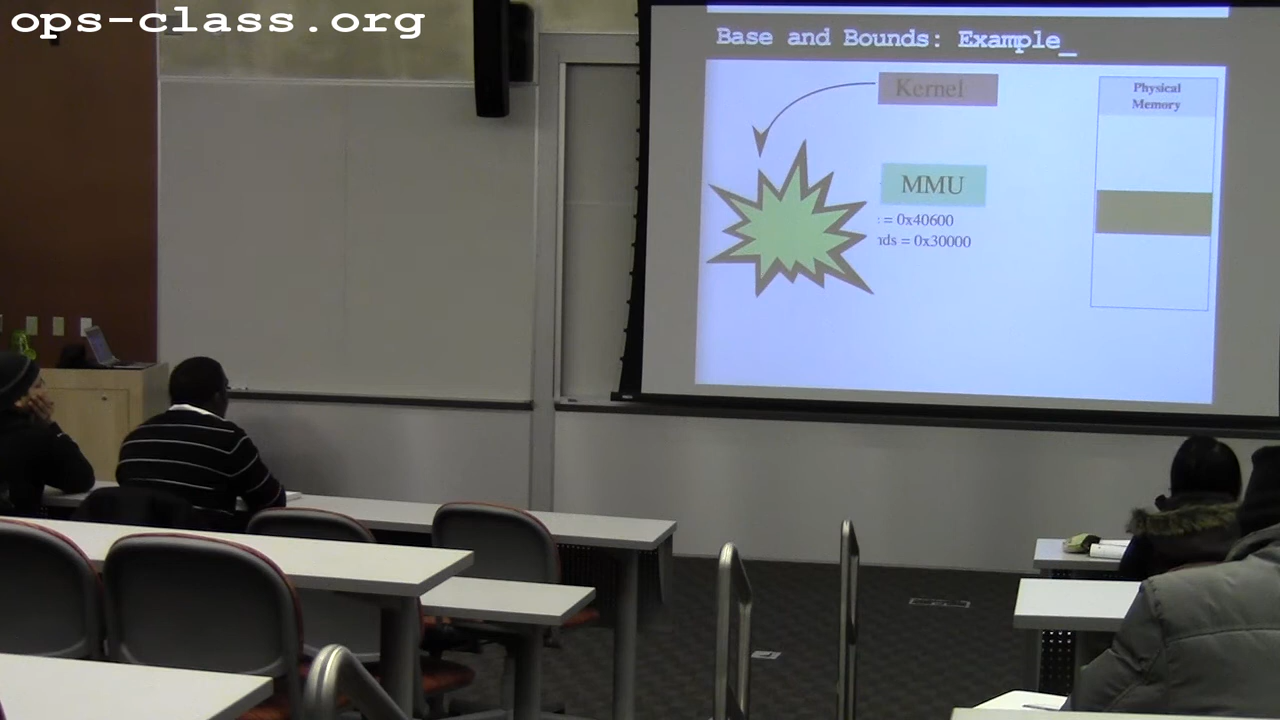 ops-class.org
Base and Bounds: Example_
Kernel
Physical
Memory
MMU
: = 0x40600
nds = 0x30000